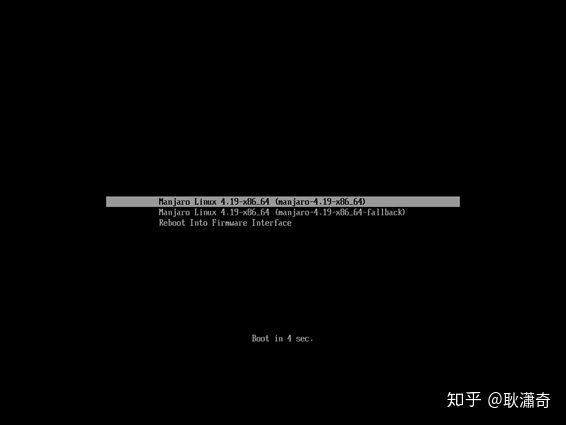 Manjaro Linux 4.19-x86_64 (manjaro-4.19-x86_64)
Manjaro Linux 4.19-x86_64 (manjaro-4.19-x86_64-fallback)
Reboot Into Firmware Interface
Boot in 4 sec.
知乎 @耿瀟奇